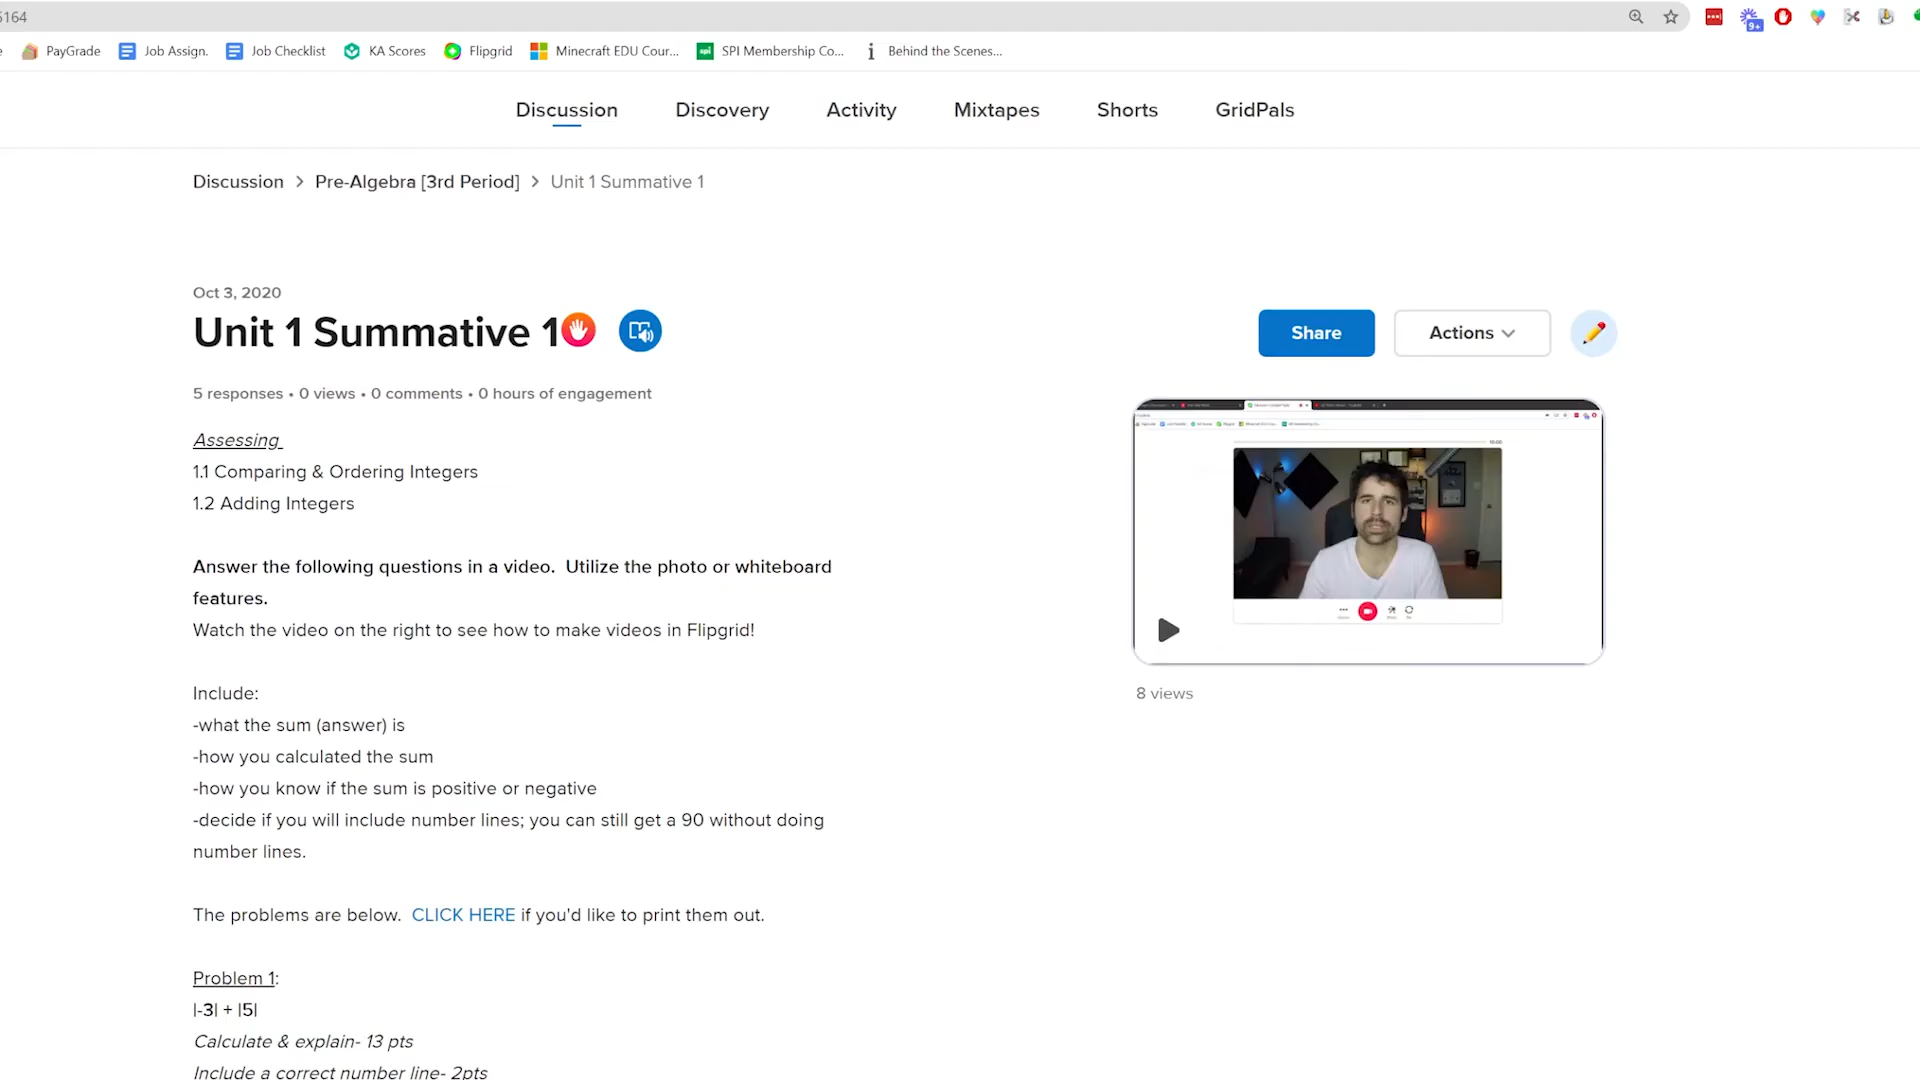 5164
PayGrade
Job Assign.
Job Checklist
KA Scores
Flipgrid
Minecraft EDU Cour...
SPI Membership Co...
Behind the Scenes...
9+
spi
Discussion
Discovery
Activity
Mixtapes
Shorts
GridPals
Discussion > Pre-Algebra [3rd Period] > Unit 1 Summative 1
Oct 3, 2020
Unit 1 Summative 1
Share
Actions
5 responses • 0 views • 0 comments • 0 hours of engagement
Assessing
1.1 Comparing & Ordering Integers
1.2 Adding Integers
Answer the following questions in a video.  Utilize the photo or whiteboard
features.
Watch the video on the right to see how to make videos in Flipgrid!
8 views
Include:
-what the sum (answer) is
-how you calculated the sum
-how you know if the sum is positive or negative
-decide if you will include number lines; you can still get a 90 without doing
number lines.
The problems are below.  CLICK HERE if you'd like to print them out.
Problem 1:
|-3| + |5|
Calculate & explain- 13 pts
Include a correct number line- 2pts